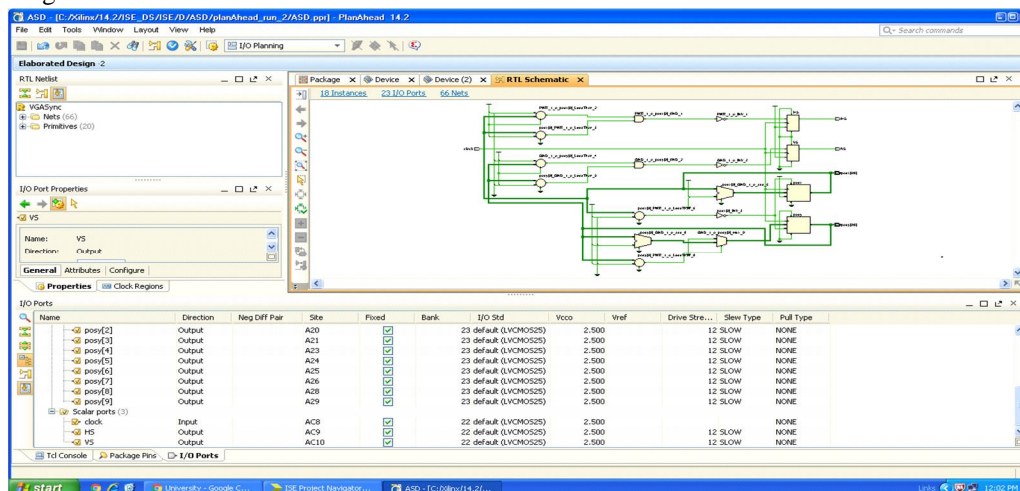 ASD - [C:/Xilinx/14.2/ISE_DS/ISE/D/ASD/planAhead_run_2/ASD.ppr] - PlanAhead 14.2
File Edit Tools Window Layout View Help
Search commands
I/O Planning
Elaborated Design 2
RTL Netlist
VGASync
Nets (66)
Primitives (20)
Package Device Device (2) RTL Schematic
18 Instances 23 I/O Ports 66 Nets
I/O Port Properties
VS
Name: VS
Direction: Output
General Attributes Configure
Properties Clock Regions
I/O Ports
Name Direction Neg Diff Pair Site Fixed Bank I/O Std Vcco Vref Drive Stre... Slew Type Pull Type
posy[2] Output A20 23 default (LVCMOS25) 2.500 12 SLOW NONE
posy[3] Output A21 23 default (LVCMOS25) 2.500 12 SLOW NONE
posy[4] Output A23 23 default (LVCMOS25) 2.500 12 SLOW NONE
posy[5] Output A24 23 default (LVCMOS25) 2.500 12 SLOW NONE
posy[6] Output A25 23 default (LVCMOS25) 2.500 12 SLOW NONE
posy[7] Output A26 23 default (LVCMOS25) 2.500 12 SLOW NONE
posy[8] Output A28 23 default (LVCMOS25) 2.500 12 SLOW NONE
posy[9] Output A29 23 default (LVCMOS25) 2.500 12 SLOW NONE
Scalar ports (3)
clock Input AC8 22 default (LVCMOS25) 2.500 NONE
HS Output AC9 22 default (LVCMOS25) 2.500 12 SLOW NONE
VS Output AC10 22 default (LVCMOS25) 2.500 12 SLOW NONE
Tcl Console Package Pins I/O Ports
start University - Google C... ISE Project Navigator... ASD - [C:/Xilinx/14.2/... Links 12:02 PM